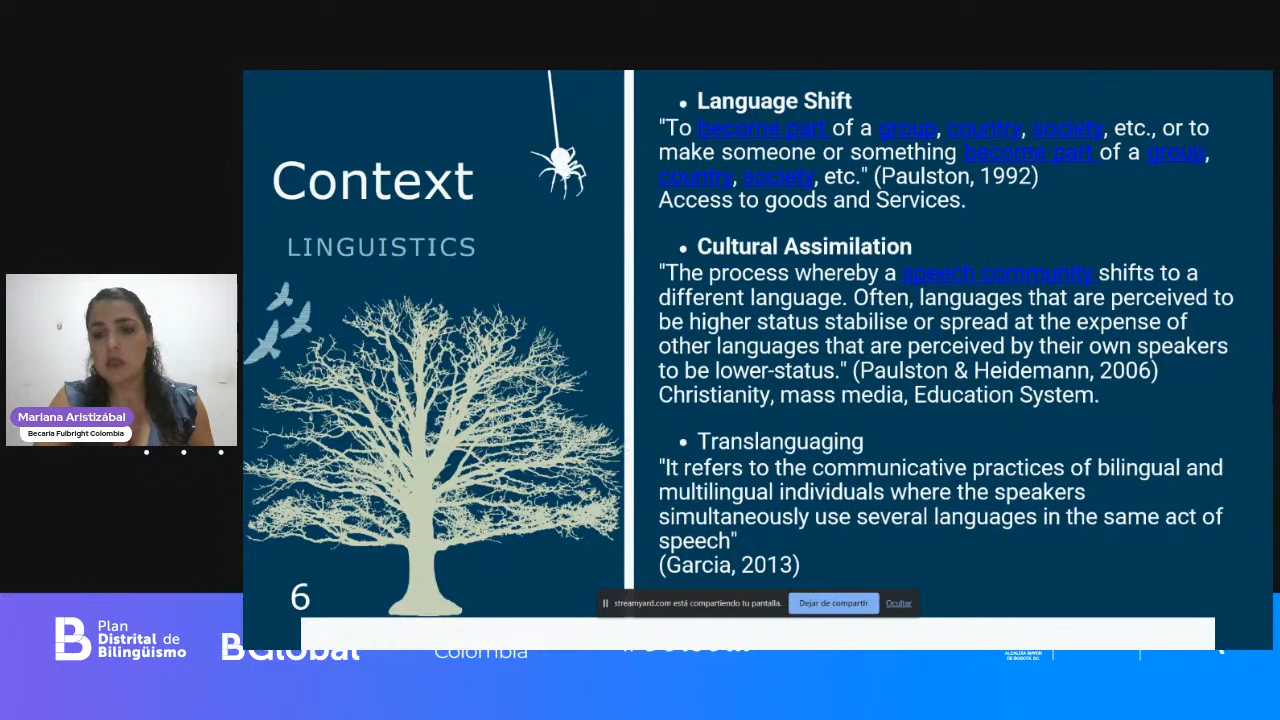 Context
LINGUISTICS
6
• Language Shift
"To become part of a group, country, society, etc., or to
make someone or something become part of a group,
country, society, etc." (Paulston, 1992)
Access to goods and Services.
• Cultural Assimilation
"The process whereby a speech community shifts to a
different language. Often, languages that are perceived to
be higher status stabilise or spread at the expense of
other languages that are perceived by their own speakers
to be lower-status." (Paulston & Heidemann, 2006)
Christianity, mass media, Education System.
• Translanguaging
"It refers to the communicative practices of bilingual and
multilingual individuals where the speakers
simultaneously use several languages in the same act of
speech"
(Garcia, 2013)
streamyard.com está compartiendo tu pantalla.
Dejar de compartir
Ocultar
Mariana Aristizábal
Becaria Fulbright Colombia
B Plan
Distrital de
Bilingüismo
BGlobal
Colombia
ALCALDÍA MAYOR
DE BOGOTÁ D.C.